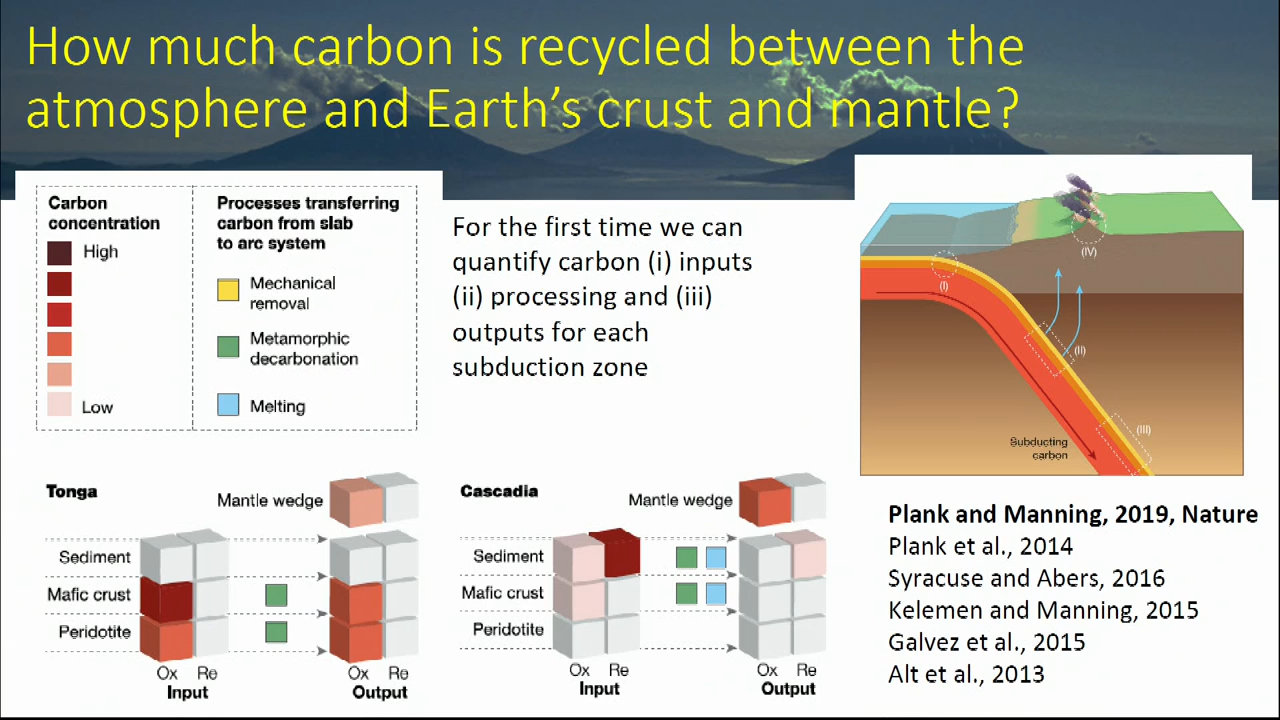 How much carbon is recycled between the
atmosphere and Earth's crust and mantle?
Carbon
concentration
High
Low
Processes transferring
carbon from slab
to arc system
Mechanical
removal
Metamorphic
decarbonation
Melting
For the first time we can
quantify carbon (i) inputs
(ii) processing and (iii)
outputs for each
subduction zone
(IV)
(I)
(II)
(III)
Subducting
carbon
Tonga
Mantle wedge
Sediment
Mafic crust
Peridotite
Ox Re
Input
Ox Re
Output
Cascadia
Mantle wedge
Sediment
Mafic crust
Peridotite
Ox Re
Input
Ox Re
Output
Plank and Manning, 2019, Nature
Plank et al., 2014
Syracuse and Abers, 2016
Kelemen and Manning, 2015
Galvez et al., 2015
Alt et al., 2013